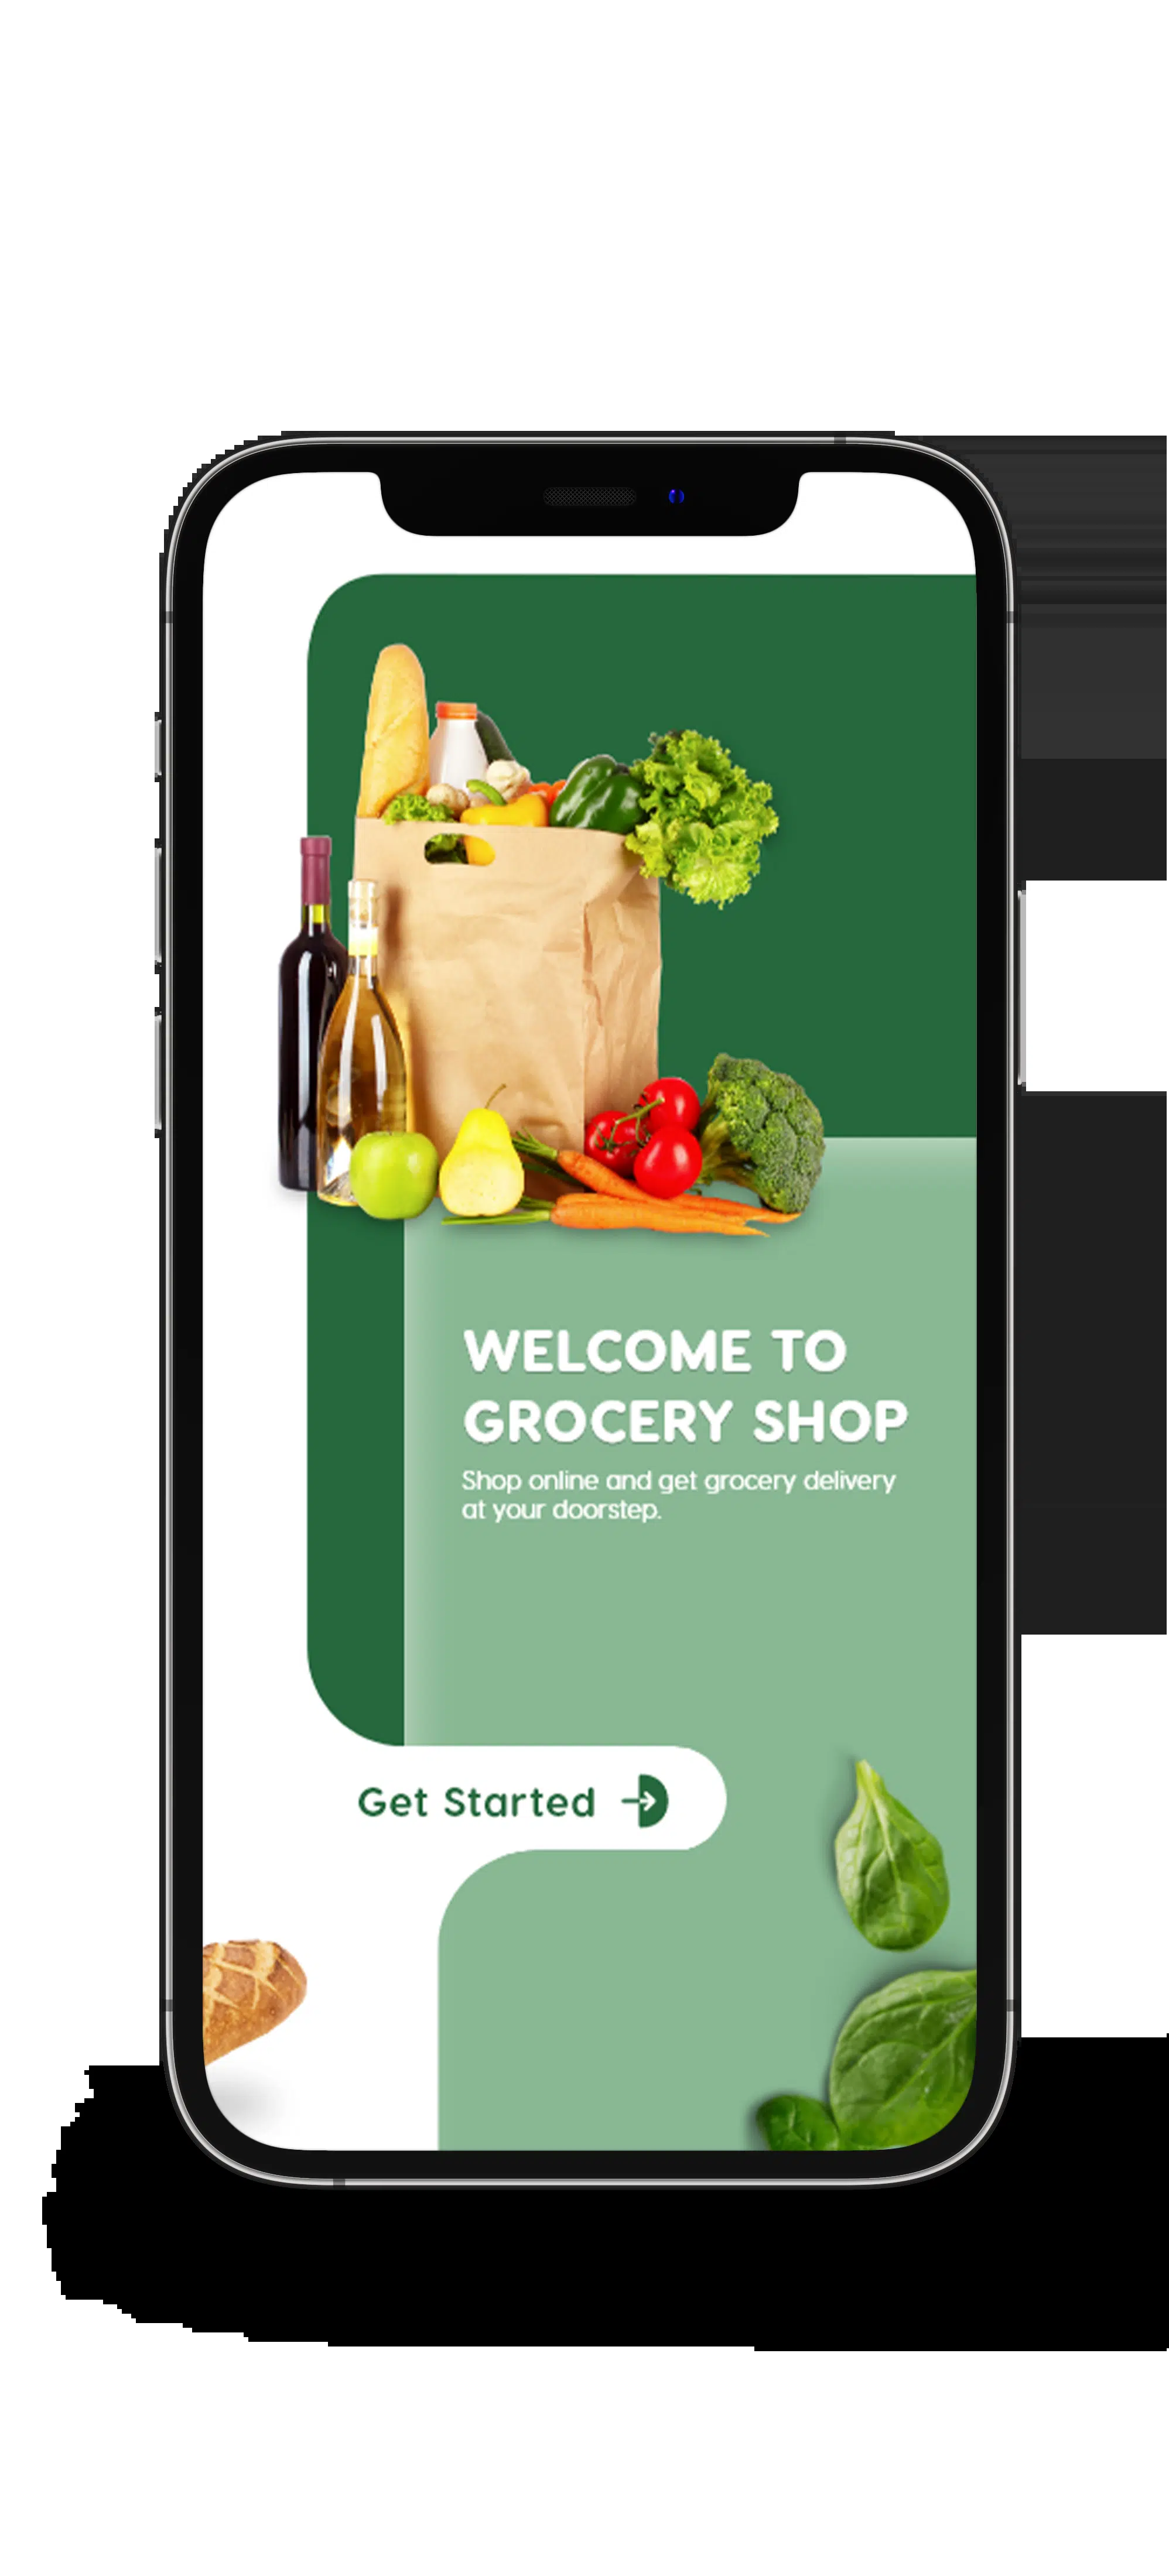 WELCOME TO
GROCERY SHOP
Shop online and get grocery delivery
at your doorstep.
Get Started